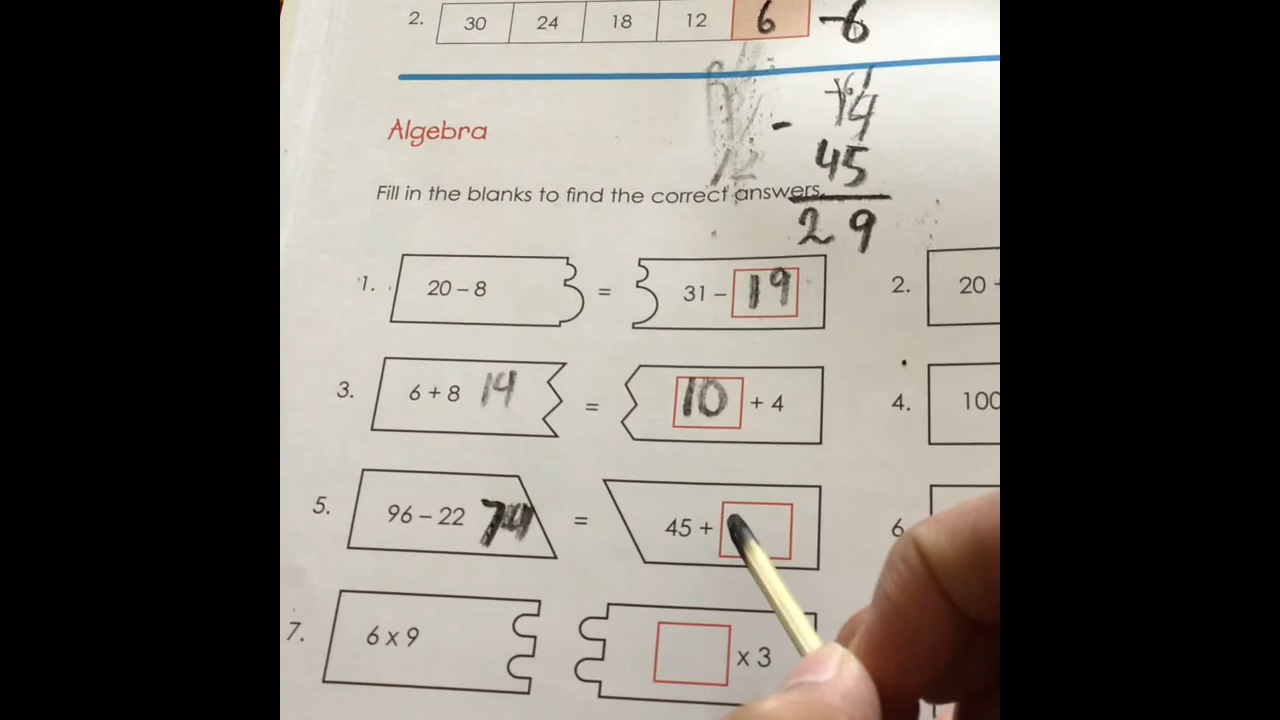 2. 30 24 18 12 6 -6
Algebra
- 74
45
Fill in the blanks to find the correct answers.
29
1. 20 – 8 = 31 – 19
2. 20
3. 6 + 8 14 = 10 + 4
4. 100
5. 96 – 22 74 = 45 +
6
7. 6 x 9 = x 3